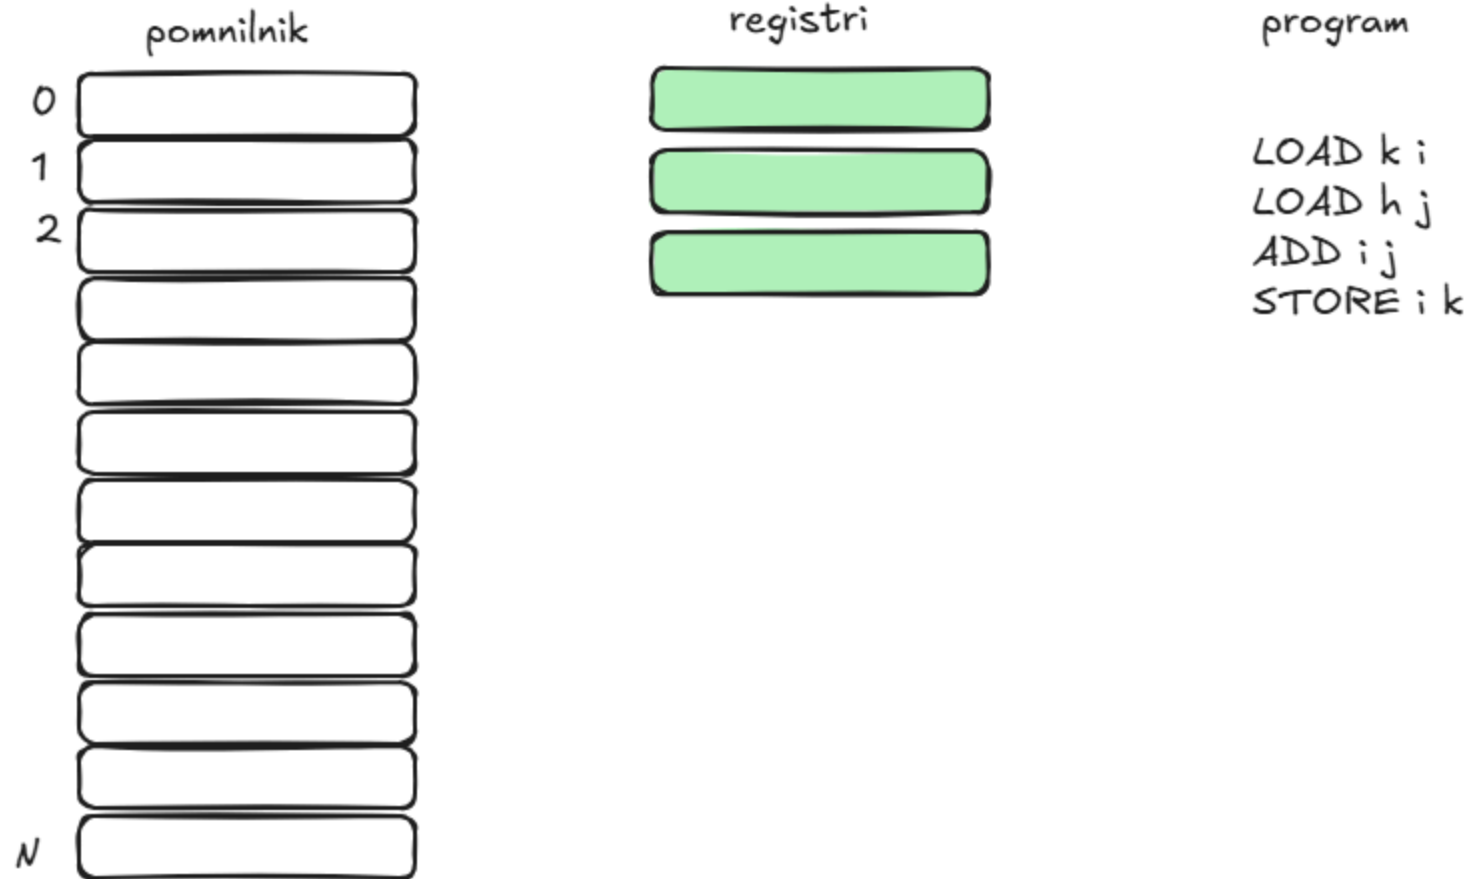 pomnilnik
registri
program
0
1
2
N
LOAD k i
LOAD h j
ADD i j
STORE i k